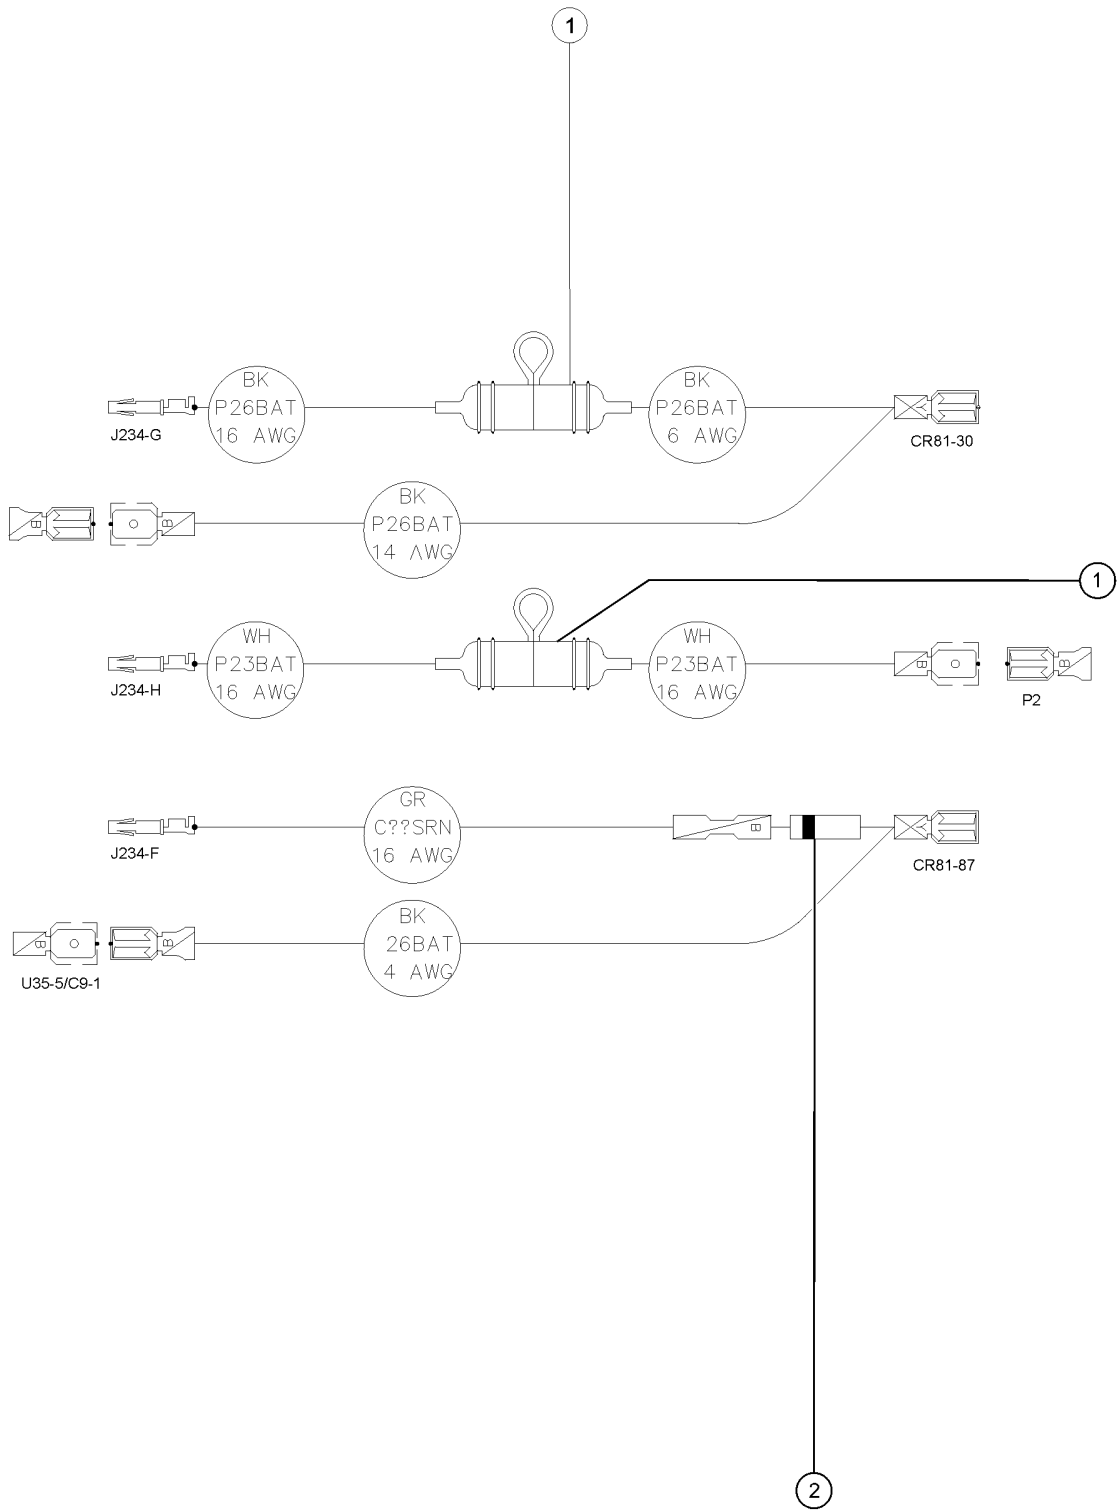 1
BK
P26BAT
16 AWG
BK
P26BAT
6 AWG
J234-G
CR81-30
B
B
BK
P26BAT
14 AWG
1
WH
P23BAT
16 AWG
WH
P23BAT
16 AWG
B
B
J234-H
P2
GR
C??SRN
16 AWG
B
J234-F
CR81-87
B
BK
26BAT
4 AWG
U35-5/C9-1
2